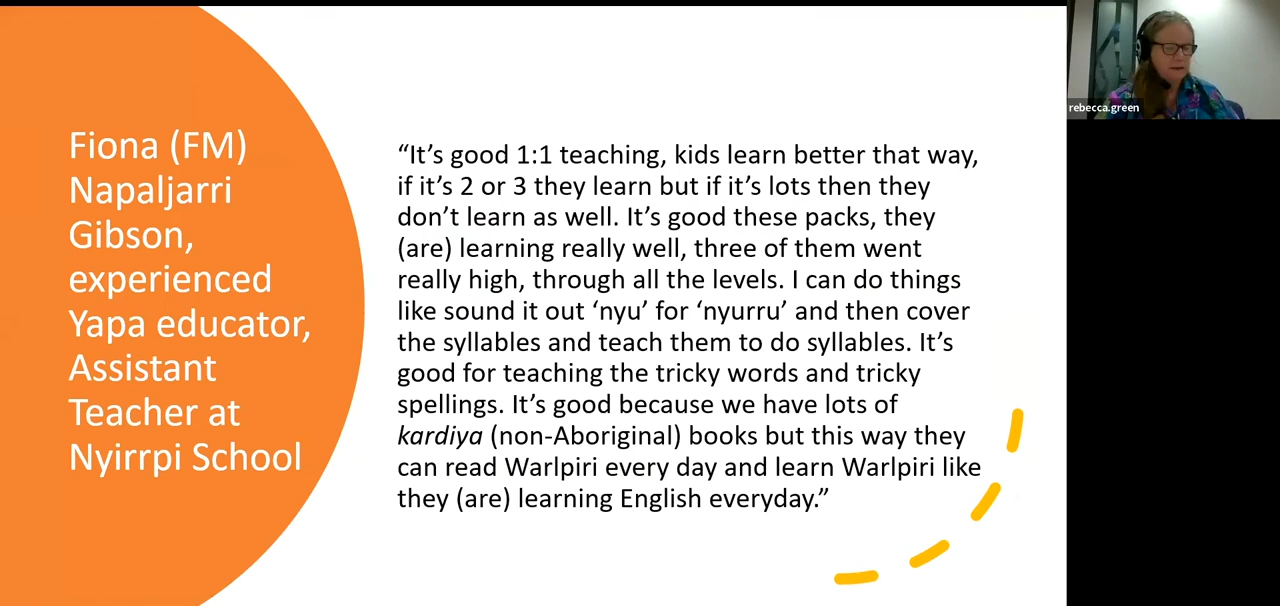 Fiona (FM)
Napaljarri
Gibson,
experienced
Yapa educator,
Assistant
Teacher at
Nyirrpi School
“It’s good 1:1 teaching, kids learn better that way,
if it’s 2 or 3 they learn but if it’s lots then they
don’t learn as well. It’s good these packs, they
(are) learning really well, three of them went
really high, through all the levels. I can do things
like sound it out ‘nyu’ for ‘nyurru’ and then cover
the syllables and teach them to do syllables. It’s
good for teaching the tricky words and tricky
spellings. It’s good because we have lots of
kardiya (non-Aboriginal) books but this way they
can read Warlpiri every day and learn Warlpiri like
they (are) learning English everyday.”
rebecca.green